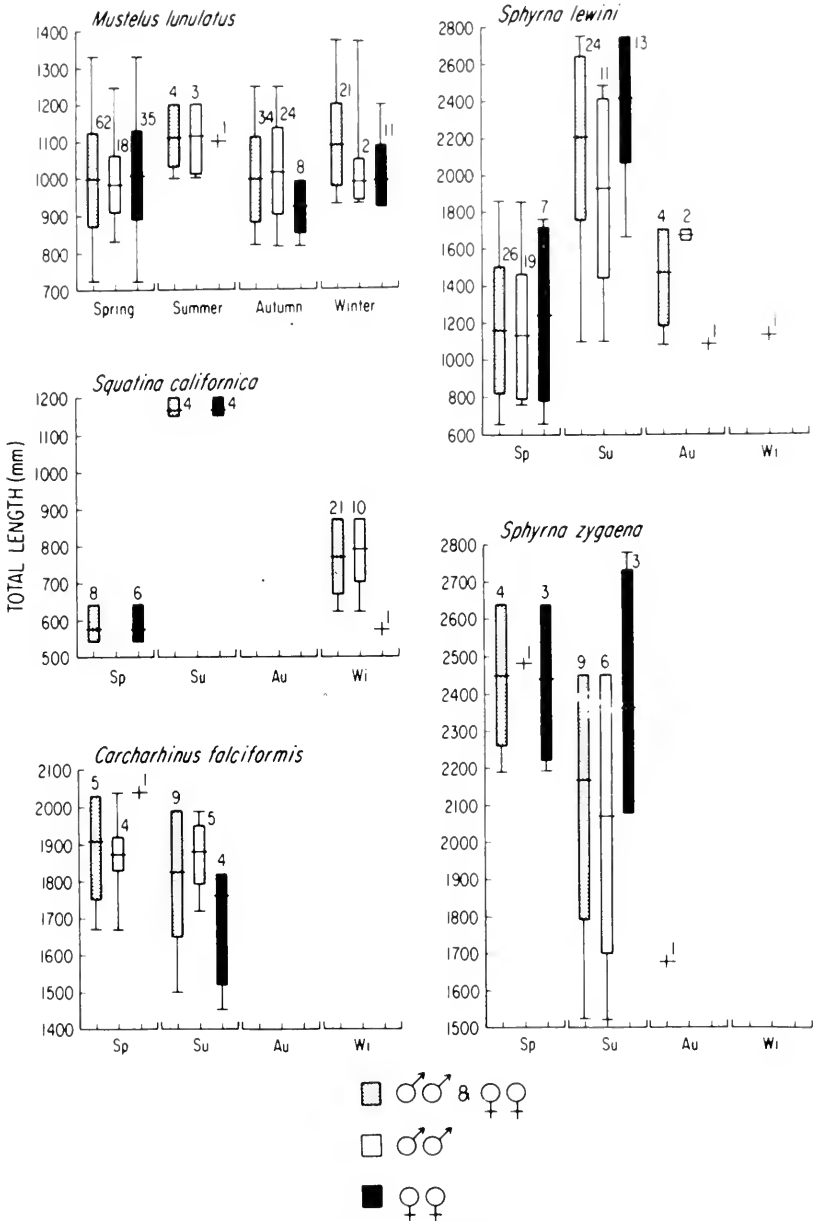 Mustelus lunulatus
1400
1300
1200
1100
1000
900
800
700
62 18 35
4 3 1
34 24 8
21 2 11
Spring Summer Autumn Winter
Sphyrna lewini
2800
2600
2400
2200
2000
1800
1600
1400
1200
1000
800
600
26 19 7
24 11 13
4 2 1
1
Sp Su Au Wi
TOTAL LENGTH (mm)
Squatina californica
1200
1100
1000
900
800
700
600
500
8 6
4 4
21 10 1
Sp Su Au Wi
Sphyrna zygaena
2800
2700
2600
2500
2400
2300
2200
2100
2000
1900
1800
1700
1600
1500
4 1 3
9 6 3
1
Sp Su Au Wi
Carcharhinus falciformis
2100
2000
1900
1800
1700
1600
1500
1400
5 4 1
9 5 4
Sp Su Au Wi
♂♂ & ♀♀
♂♂
♀♀